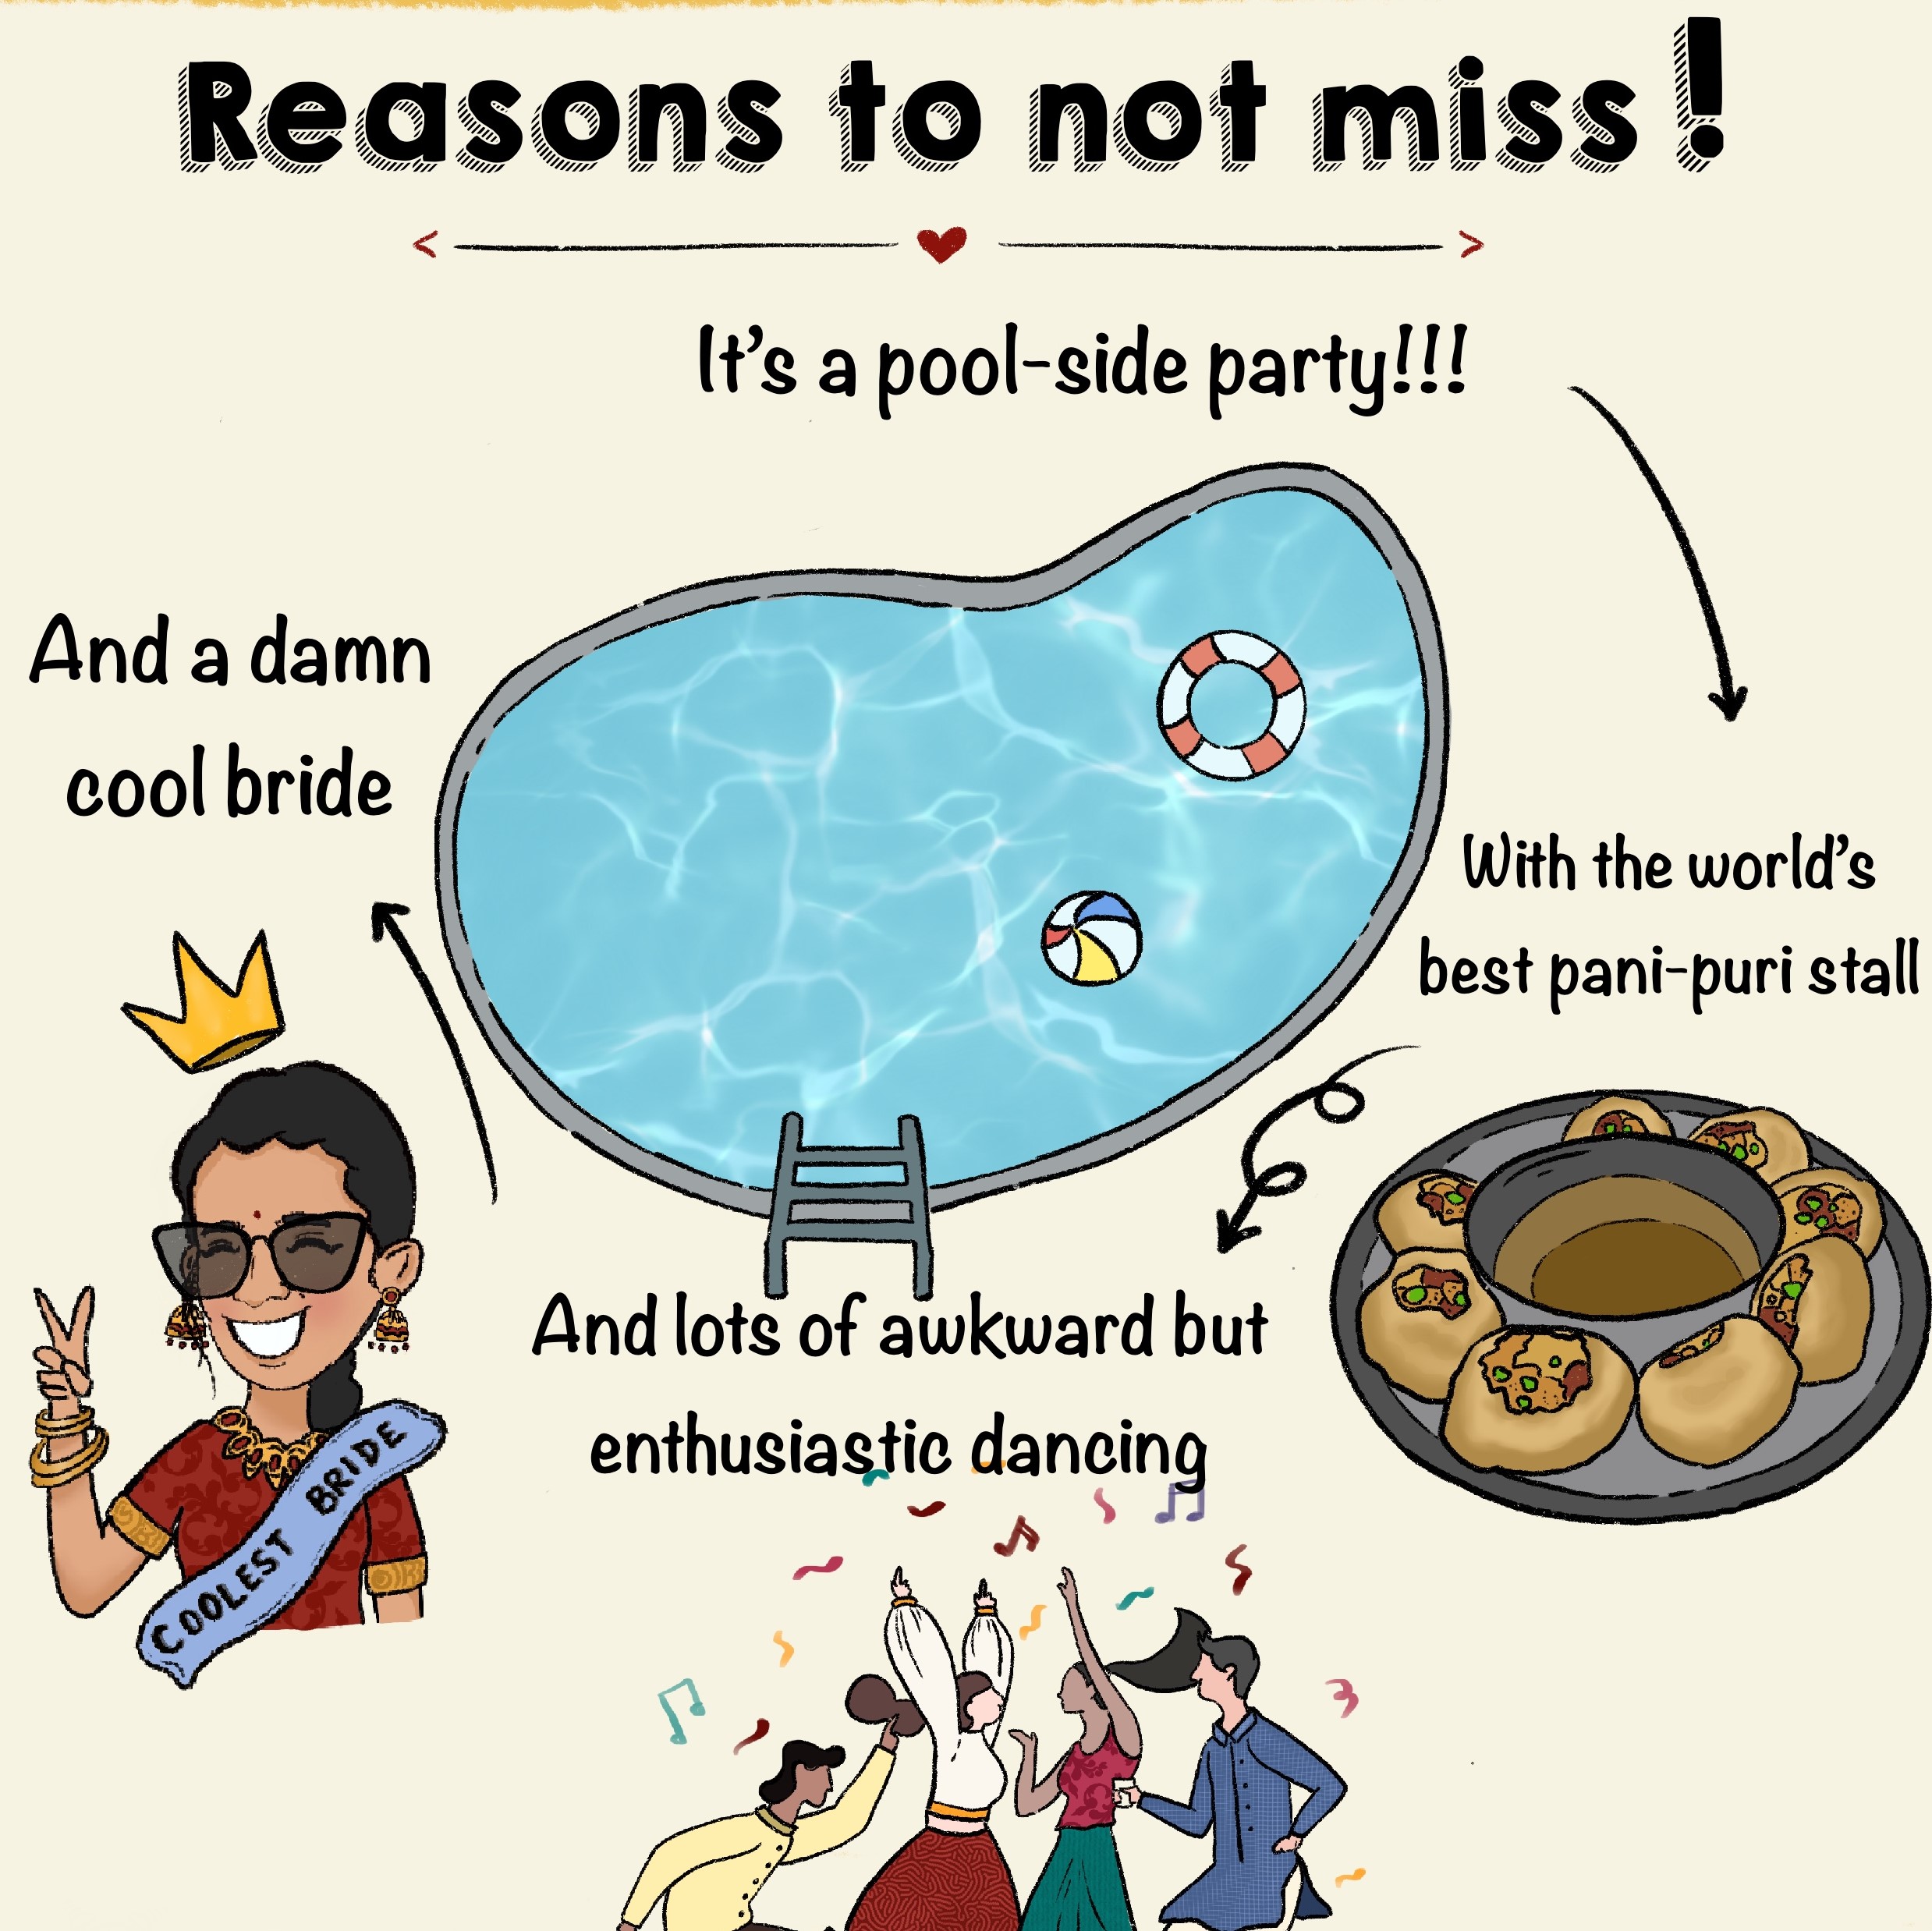 Reasons to not miss!
It's a pool-side party!!!
With the world's
best pani-puri stall
And lots of awkward but
enthusiastic dancing
And a damn
cool bride
COOLEST BRIDE